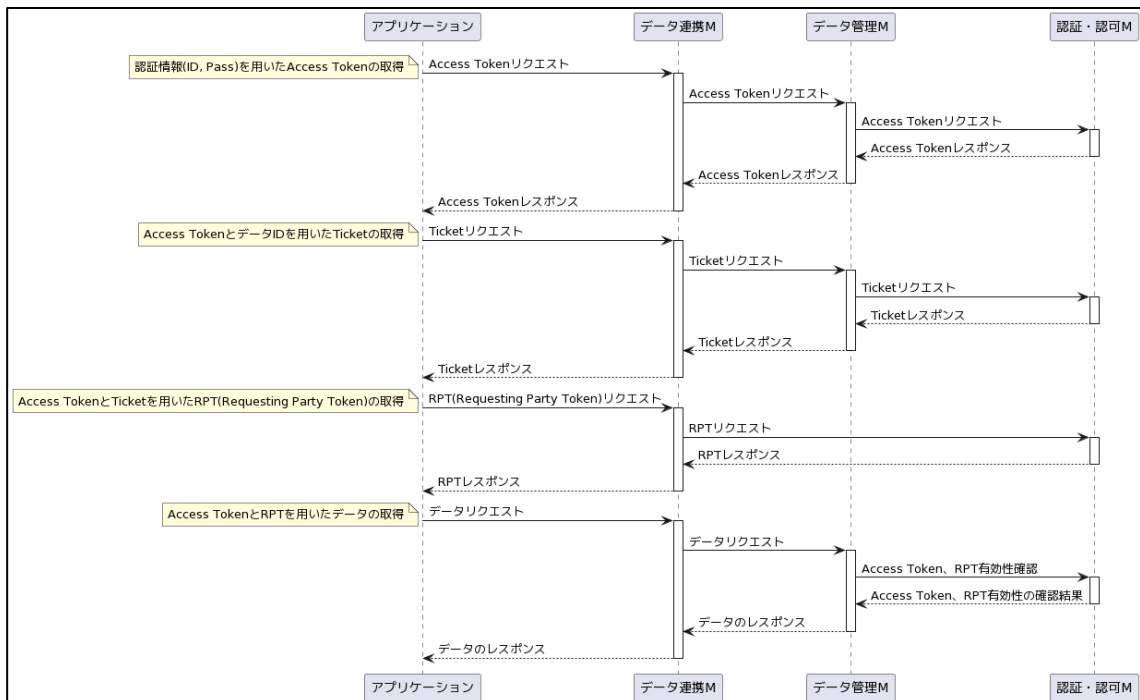 アプリケーション
データ連携M
データ管理M
認証・認可M
認証情報(ID, Pass)を用いたAccess Tokenの取得
Access Tokenリクエスト
Access Tokenリクエスト
Access Tokenリクエスト
Access Tokenレスポンス
Access Tokenレスポンス
Access Tokenレスポンス
Access TokenとデータIDを用いたTicketの取得
Ticketリクエスト
Ticketリクエスト
Ticketリクエスト
Ticketレスポンス
Ticketレスポンス
Ticketレスポンス
Access TokenとTicketを用いたRPT(Requesting Party Token)の取得
RPT(Requesting Party Token)リクエスト
RPTリクエスト
RPTレスポンス
RPTレスポンス
Access TokenとRPTを用いたデータの取得
データリクエスト
データリクエスト
Access Token、RPT有効性確認
Access Token、RPT有効性の確認結果
データのレスポンス
データのレスポンス
アプリケーション
データ連携M
データ管理M
認証・認可M